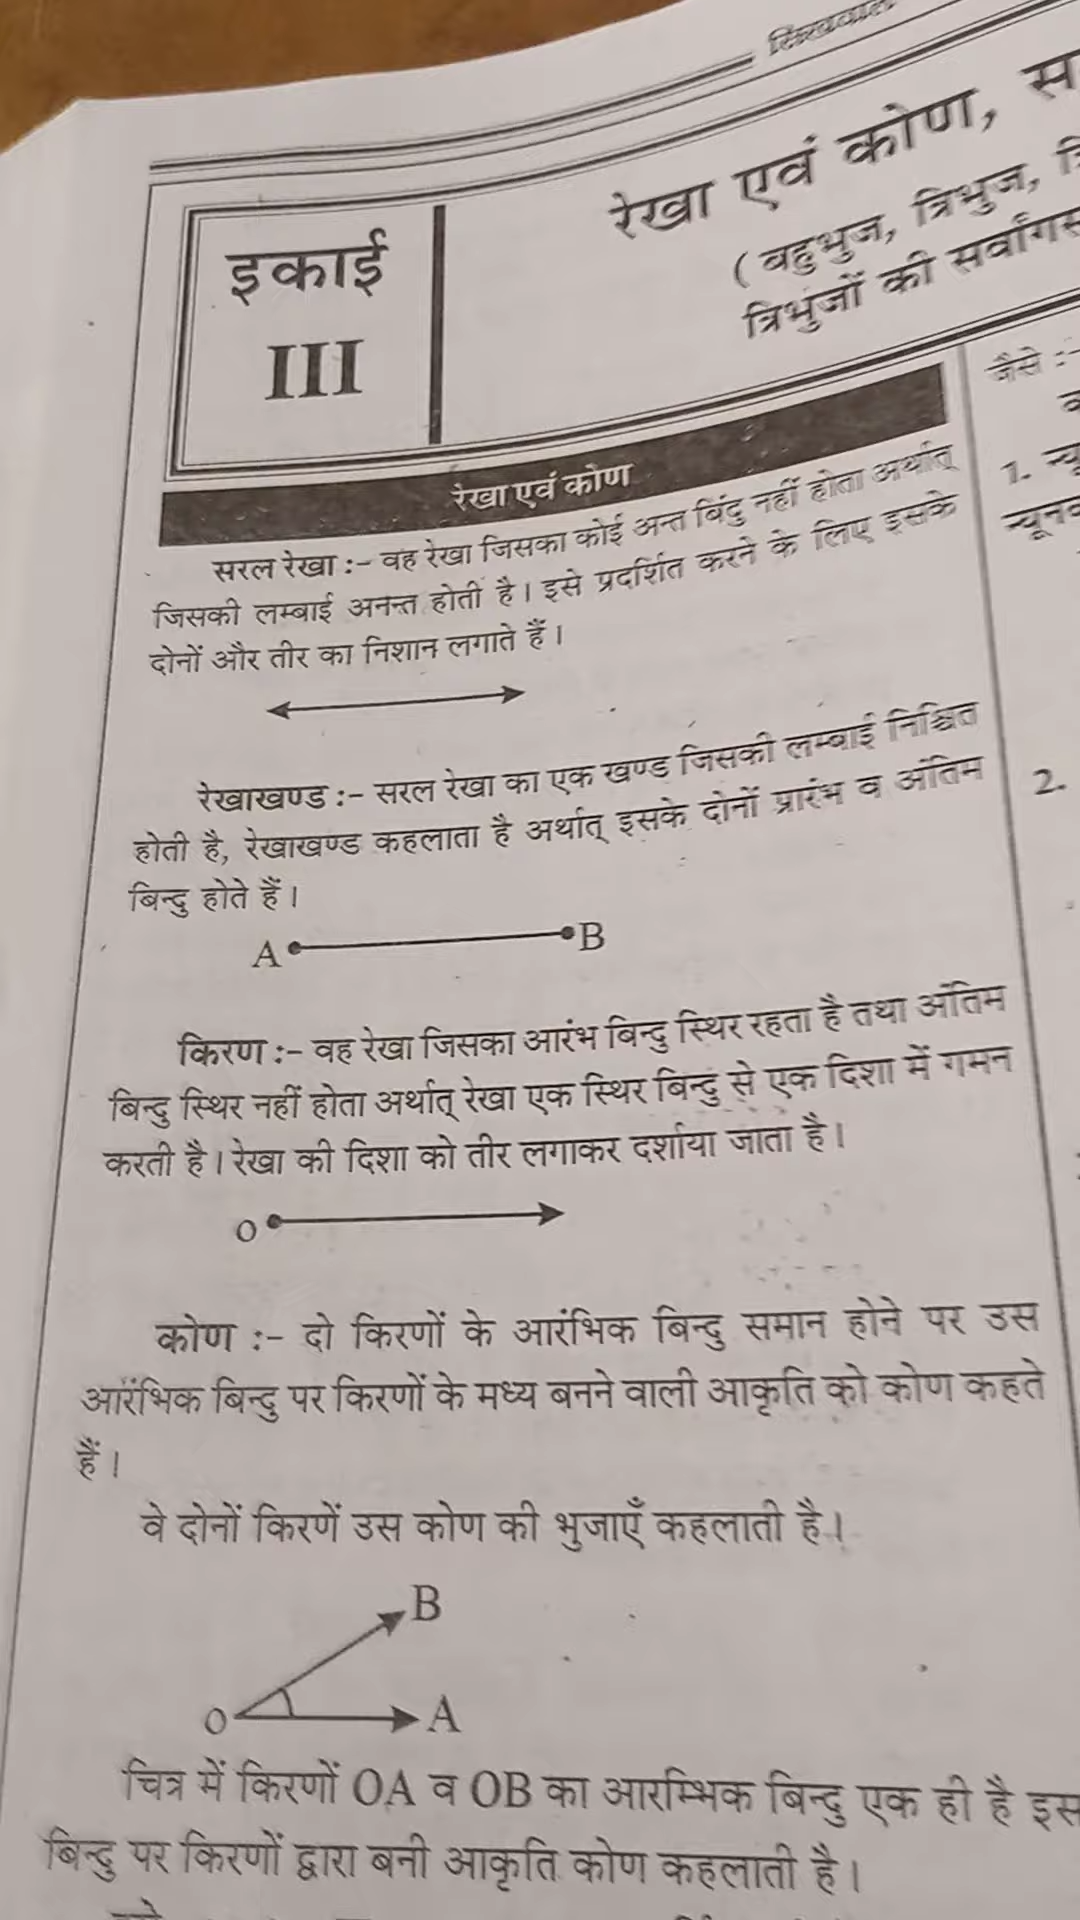 सिखवाल
रेखा एवं कोण,
(बहुभुज, त्रिभुज,
त्रिभुजों की
इकाई
III
रेखा एवं कोण
सरल रेखा :- वह रेखा जिसका कोई अन्त बिंदु नहीं होता अर्थात्
जिसकी लम्बाई अनन्त होती है। इसे प्रदर्शित करने के लिए इसके
दोनों और तीर का निशान लगाते हैं।
रेखाखण्ड :- सरल रेखा का एक खण्ड जिसकी लम्बाई निश्चित
होती है, रेखाखण्ड कहलाता है अर्थात् इसके दोनों प्रारंभ व अंतिम
बिन्दु होते हैं।
A B
किरण :- वह रेखा जिसका आरंभ बिन्दु स्थिर रहता है तथा अंतिम
बिन्दु स्थिर नहीं होता अर्थात् रेखा एक स्थिर बिन्दु से एक दिशा में गमन
करती है। रेखा की दिशा को तीर लगाकर दर्शाया जाता है।
O
कोण :- दो किरणों के आरंभिक बिन्दु समान होने पर उस
आरंभिक बिन्दु पर किरणों के मध्य बनने वाली आकृति को कोण कहते
हैं।
वे दोनों किरणें उस कोण की भुजाएँ कहलाती है।
B
O A
चित्र में किरणों OA व OB का आरम्भिक बिन्दु एक ही है इस
बिन्दु पर किरणों द्वारा बनी आकृति कोण कहलाती है।
जैसे :-
1.
2.